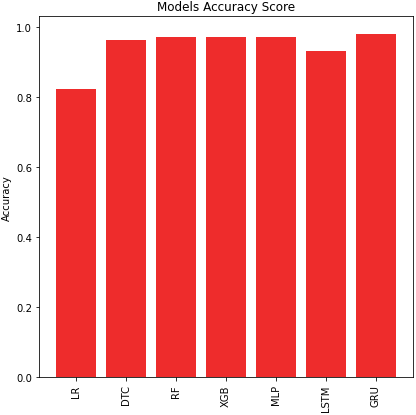 Models Accuracy Score
Accuracy
1.0
0.8
0.6
0.4
0.2
0.0
LR
DTC
RF
XGB
MLP
LSTM
GRU